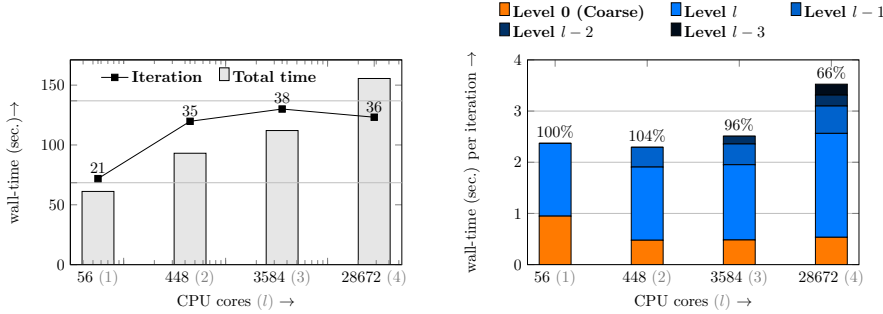 Iteration Total time
wall-time (sec.)→
150
100
50
0
21
35
38
36
56 (1) 448 (2) 3584 (3) 28672 (4)
CPU cores (l) →
Level 0 (Coarse) Level l Level l − 1
Level l − 2 Level l − 3
wall-time (sec.) per iteration →
4
3
2
1
0
100%
104%
96%
66%
56 (1) 448 (2) 3584 (3) 28672 (4)
CPU cores (l) →